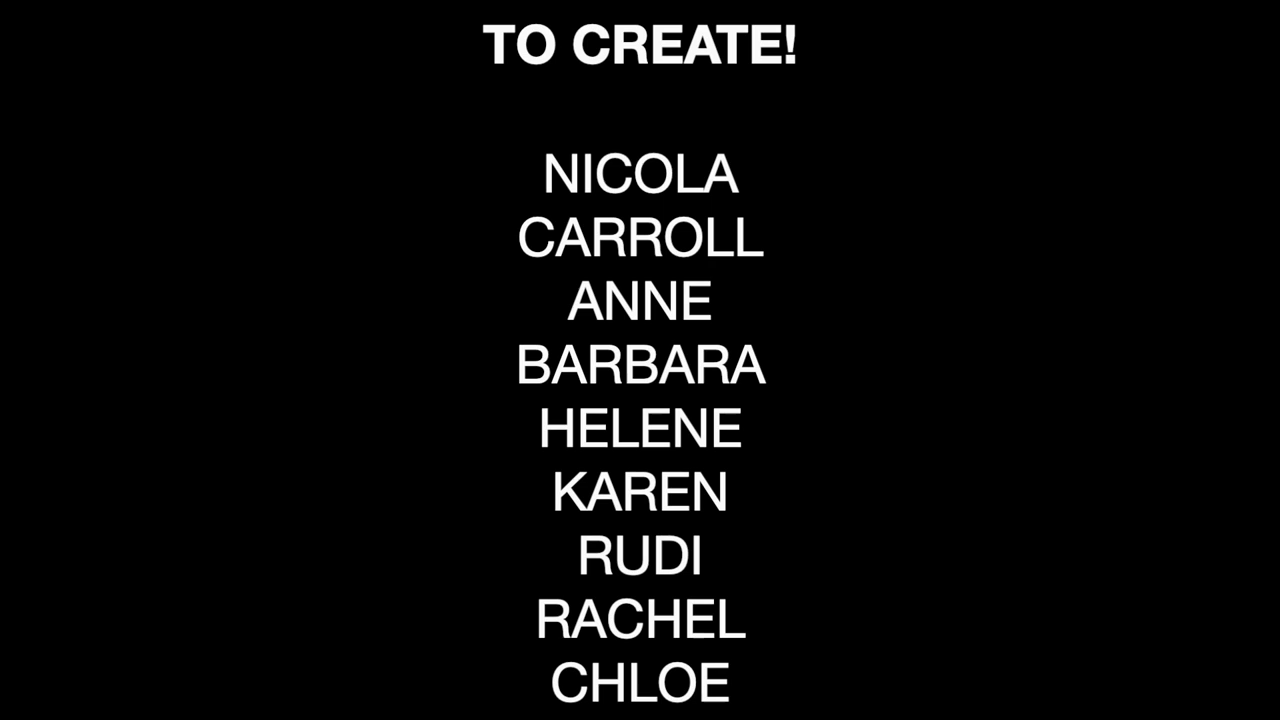 TO CREATE!
NICOLA
CARROLL
ANNE
BARBARA
HELENE
KAREN
RUDI
RACHEL
CHLOE